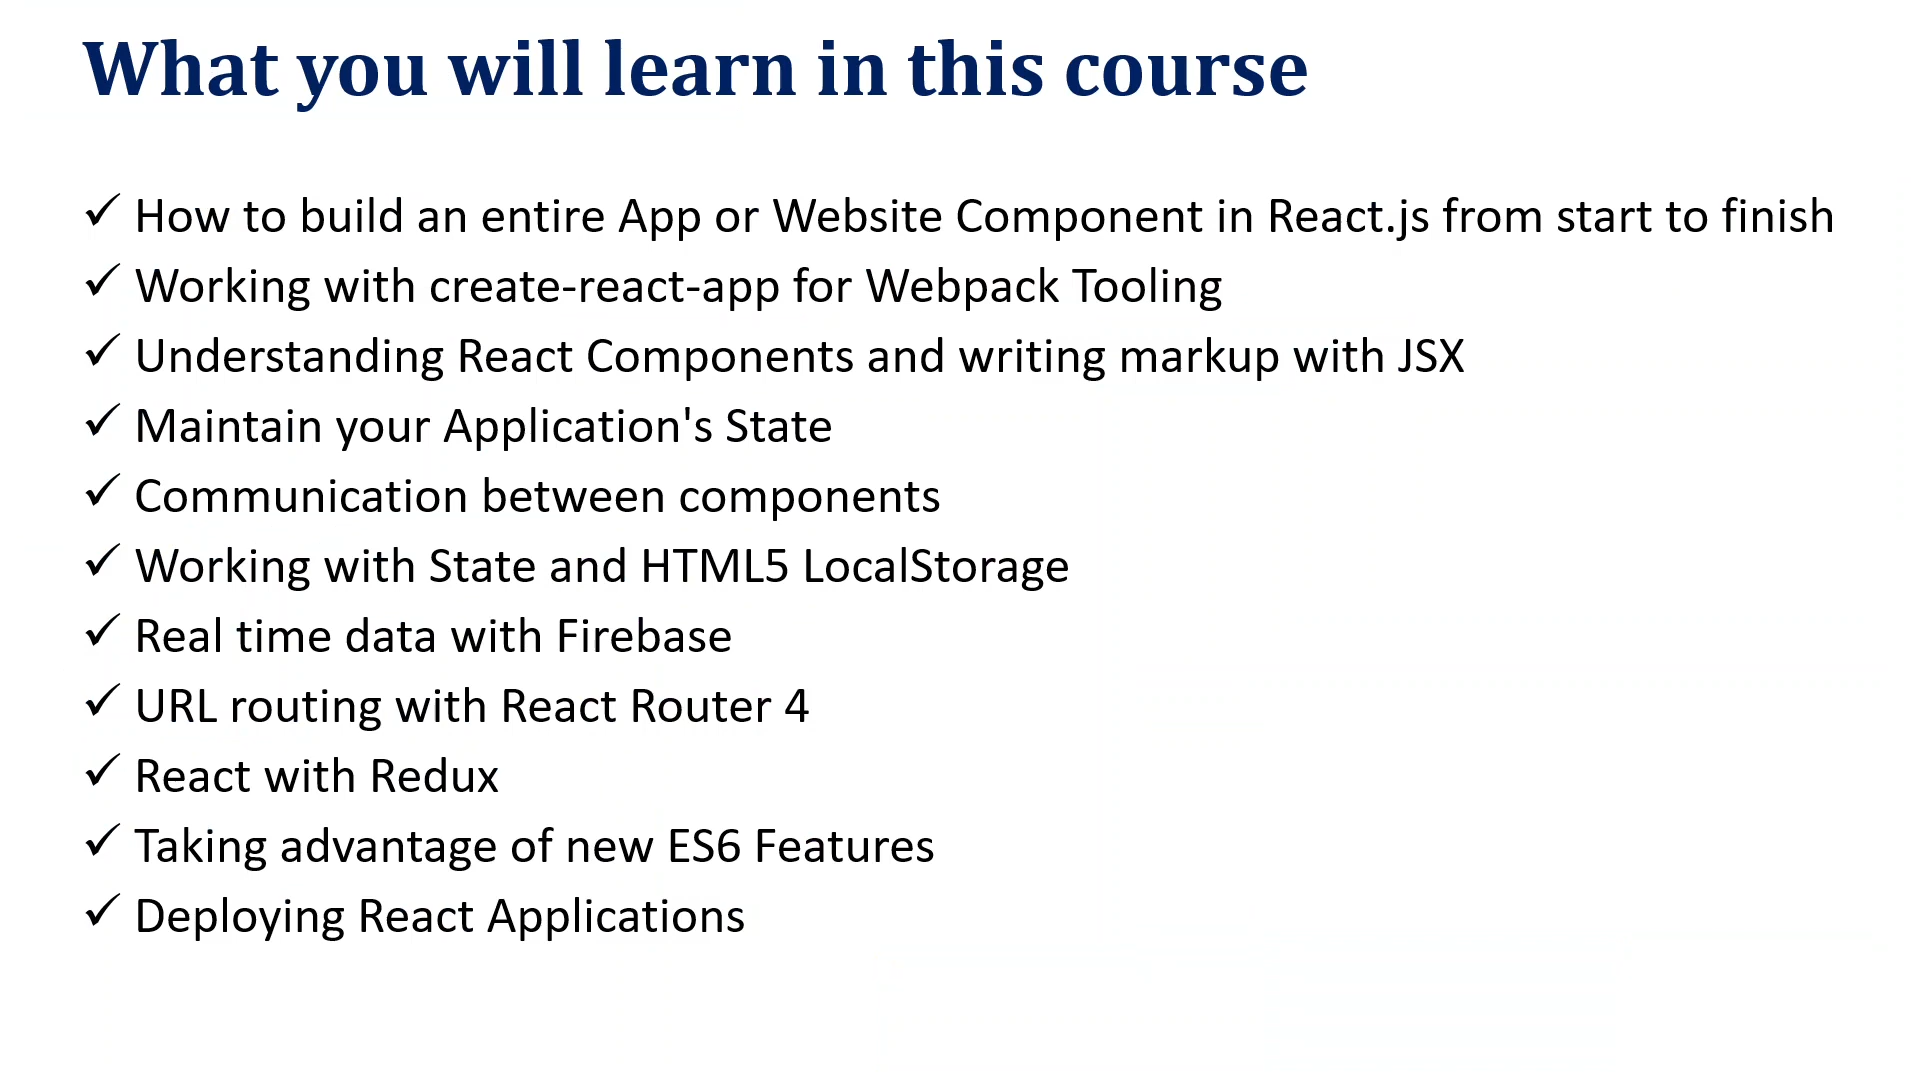 What you will learn in this course
✓ How to build an entire App or Website Component in React.js from start to finish
✓ Working with create-react-app for Webpack Tooling
✓ Understanding React Components and writing markup with JSX
✓ Maintain your Application's State
✓ Communication between components
✓ Working with State and HTML5 LocalStorage
✓ Real time data with Firebase
✓ URL routing with React Router 4
✓ React with Redux
✓ Taking advantage of new ES6 Features
✓ Deploying React Applications